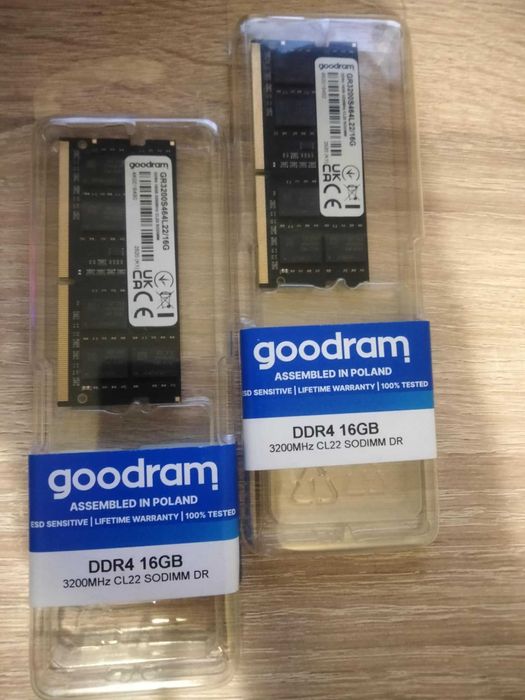 goodram
GR3200S464L22/16G
UK
CA
CE
goodram
ASSEMBLED IN POLAND
ESD SENSITIVE | LIFETIME WARRANTY | 100% TESTED
DDR4 16GB
3200MHz CL22 SODIMM DR
goodram
GR3200S464L22/16G
UK
CA
CE
goodram
ASSEMBLED IN POLAND
ESD SENSITIVE | LIFETIME WARRANTY | 100% TESTED
DDR4 16GB
3200MHz CL22 SODIMM DR